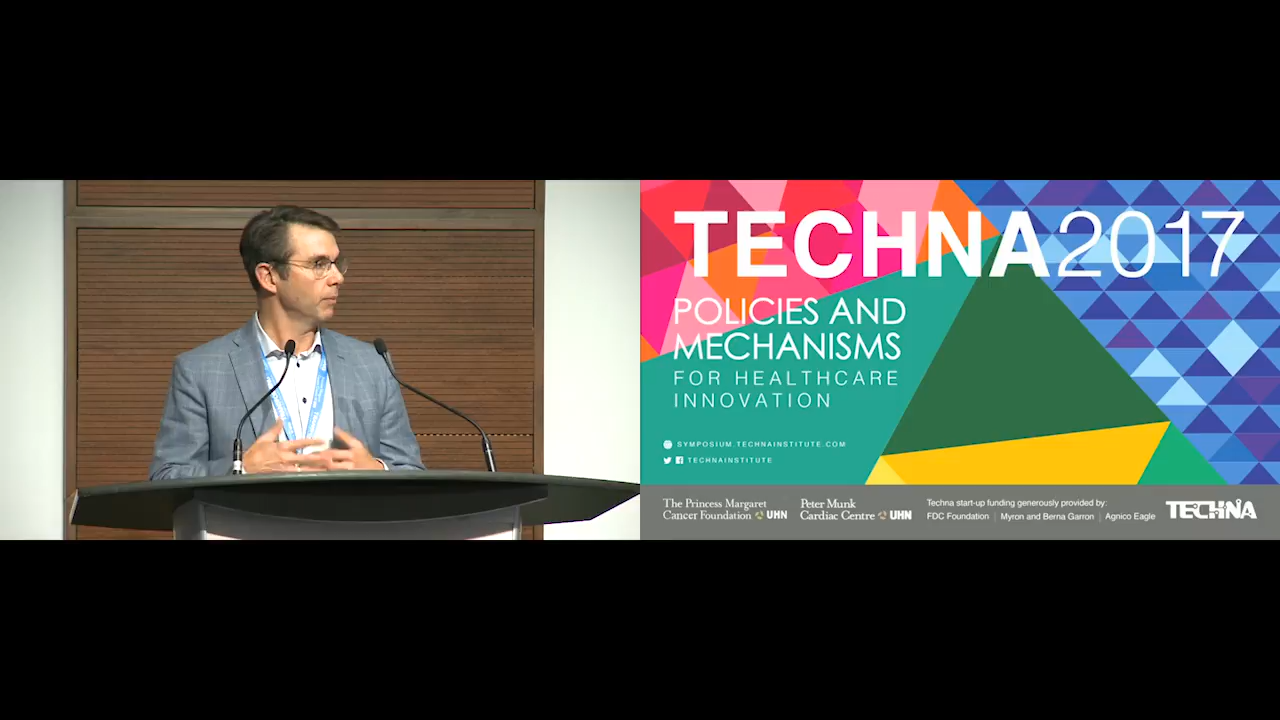 TECHNA2017
POLICIES AND
MECHANISMS
FOR HEALTHCARE
INNOVATION
SYMPOSIUM.TECHNAINSTITUTE.COM
TECHNAINSTITUTE
The Princess Margaret
Cancer Foundation UHN
Peter Munk
Cardiac Centre UHN
Techna start-up funding generously provided by:
FDC Foundation | Myron and Berna Garron | Agnico Eagle
TECHNA